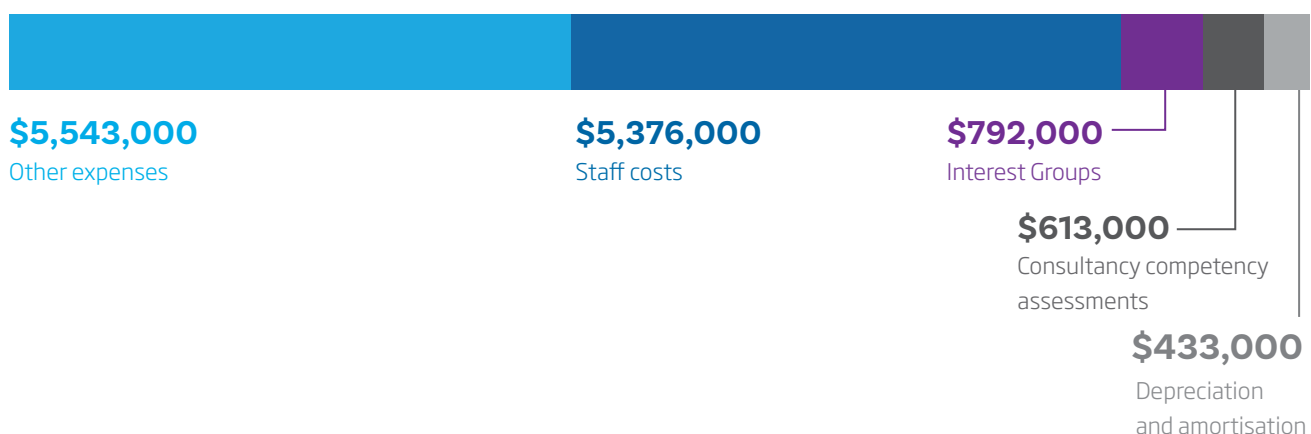 $5,543,000
Other expenses
$5,376,000
Staff costs
$792,000
Interest Groups
$613,000
Consultancy competency
assessments
$433,000
Depreciation
and amortisation